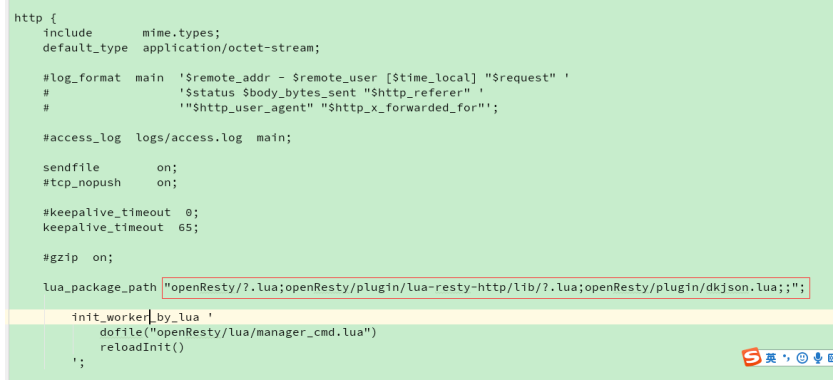 http {
    include       mime.types;
    default_type  application/octet-stream;
    #log_format  main  '$remote_addr - $remote_user [$time_local] "$request" '
    #                  '$status $body_bytes_sent "$http_referer" '
    #                  '"$http_user_agent" "$http_x_forwarded_for"';
    #access_log  logs/access.log  main;
    sendfile        on;
    #tcp_nopush     on;
    #keepalive_timeout  0;
    keepalive_timeout  65;
    #gzip  on;
    lua_package_path "openResty/?.lua;openResty/plugin/lua-resty-http/lib/?.lua;openResty/plugin/dkjson.lua;;";
        init_worker_by_lua '
            dofile("openResty/lua/manager_cmd.lua")
            reloadInit()
        ';
S 英